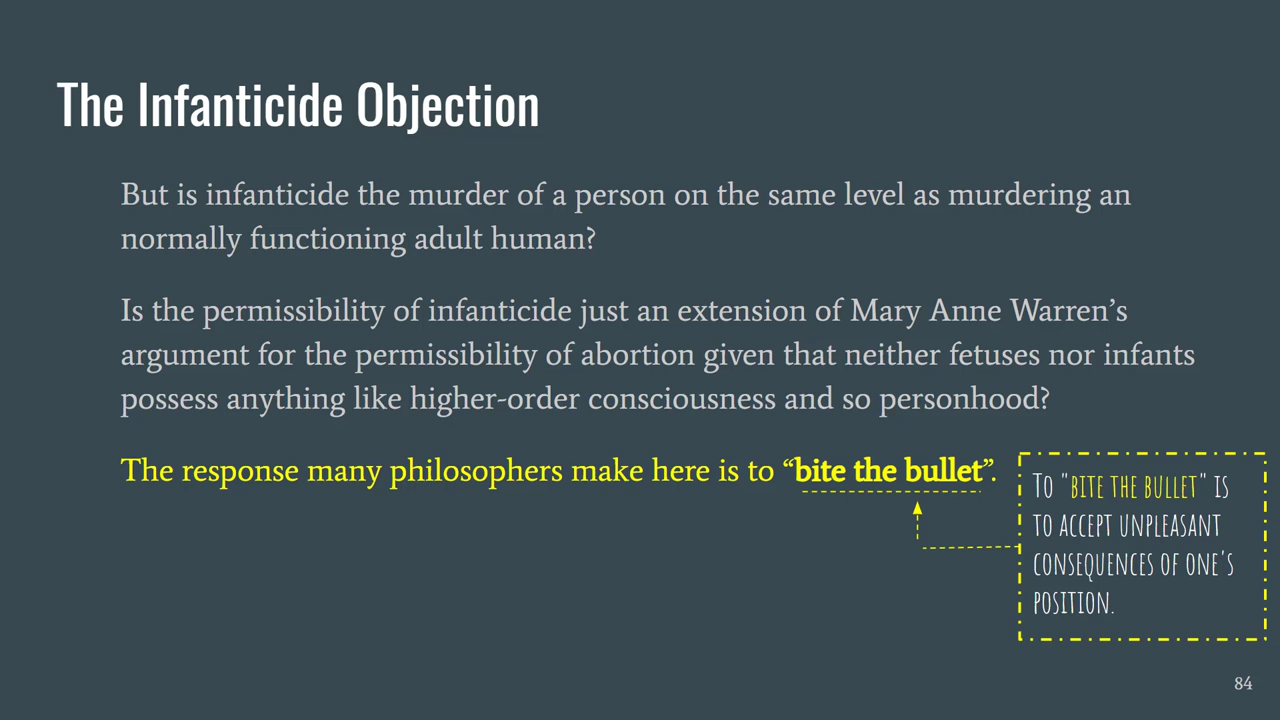 The Infanticide Objection
But is infanticide the murder of a person on the same level as murdering an
normally functioning adult human?
Is the permissibility of infanticide just an extension of Mary Anne Warren’s
argument for the permissibility of abortion given that neither fetuses nor infants
possess anything like higher-order consciousness and so personhood?
The response many philosophers make here is to “bite the bullet”.
To "bite the bullet" is
to accept unpleasant
consequences of one's
position.
84